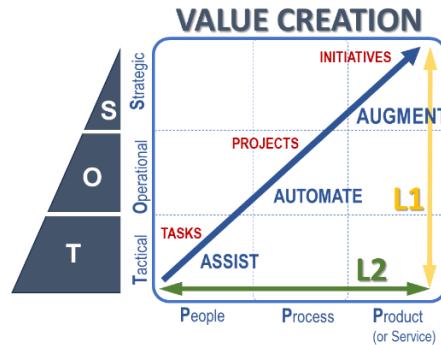 VALUE CREATION
S
O
T
Strategic
Operational
Tactical
INITIATIVES
AUGMENT
PROJECTS
AUTOMATE
L1
TASKS
ASSIST
L2
People
Process
Product
(or Service)